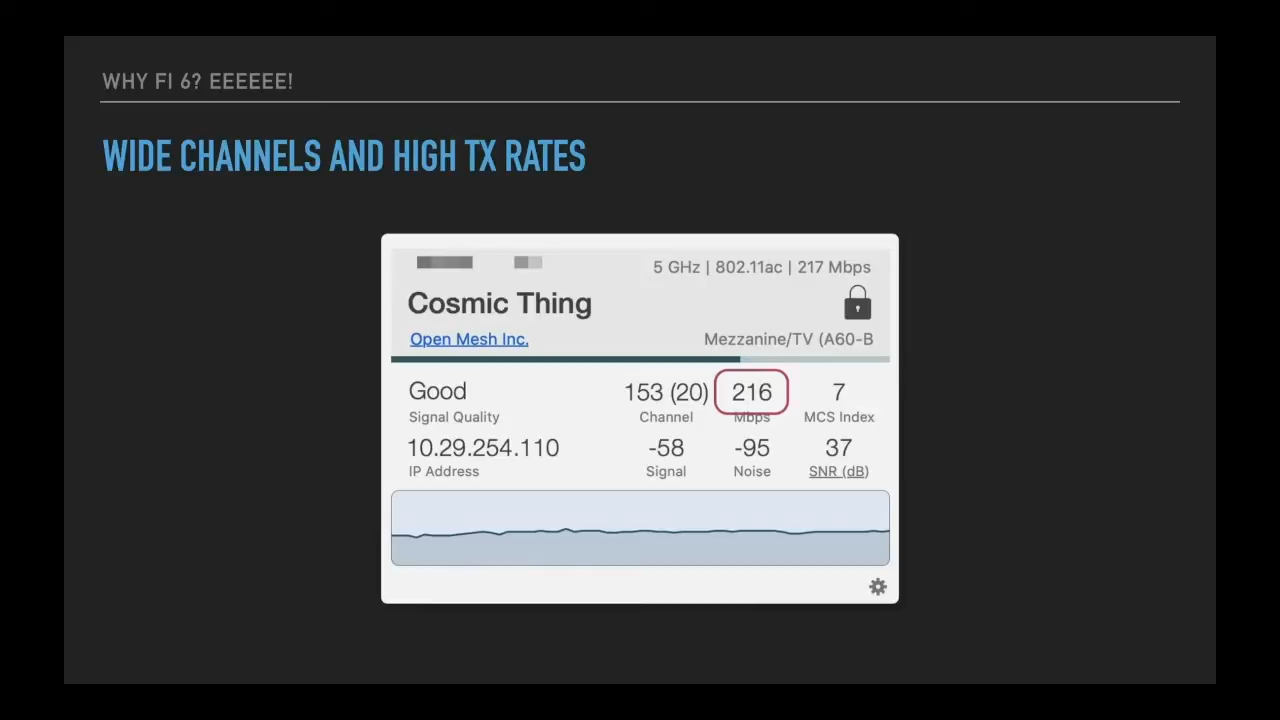 WHY FI 6? EEEEEE!
WIDE CHANNELS AND HIGH TX RATES
5 GHz | 802.11ac | 217 Mbps
Cosmic Thing
Open Mesh Inc.
Mezzanine/TV (A60-B
Good 153 (20) 216 7
Signal Quality Channel Mbps MCS Index
10.29.254.110 -58 -95 37
IP Address Signal Noise SNR (dB)